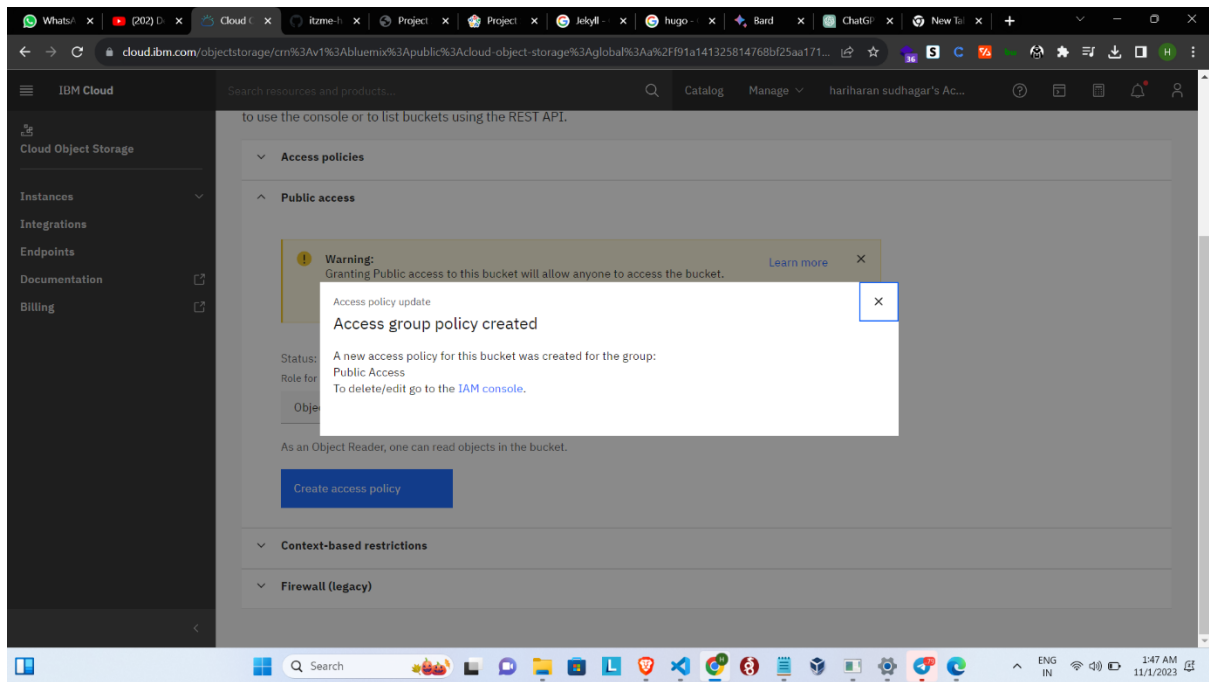 WhatsA
(202) De
Cloud C
itzme-h
Project
Project
Jekyll -
hugo -
Bard
ChatGP
New Tal
cloud.ibm.com/objectstorage/crn%3Av1%3Abluemix%3Apublic%3Acloud-object-storage%3Aglobal%3Aa%2Ff91a141325814768bf25aa171...
36
S
C
H
IBM Cloud
Search resources and products...
Catalog
Manage
hariharan sudhagar's Ac...
to use the console or to list buckets using the REST API.
Cloud Object Storage
Instances
Integrations
Endpoints
Documentation
Billing
Access policies
Public access
Warning:
Learn more
Granting Public access to this bucket will allow anyone to access the bucket.
Access policy update
Access group policy created
A new access policy for this bucket was created for the group:
Public Access
To delete/edit go to the IAM console.
Status:
Role for
Obje
As an Object Reader, one can read objects in the bucket.
Create access policy
Context-based restrictions
Firewall (legacy)
Search
L
ENG
IN
1:47 AM
11/1/2023